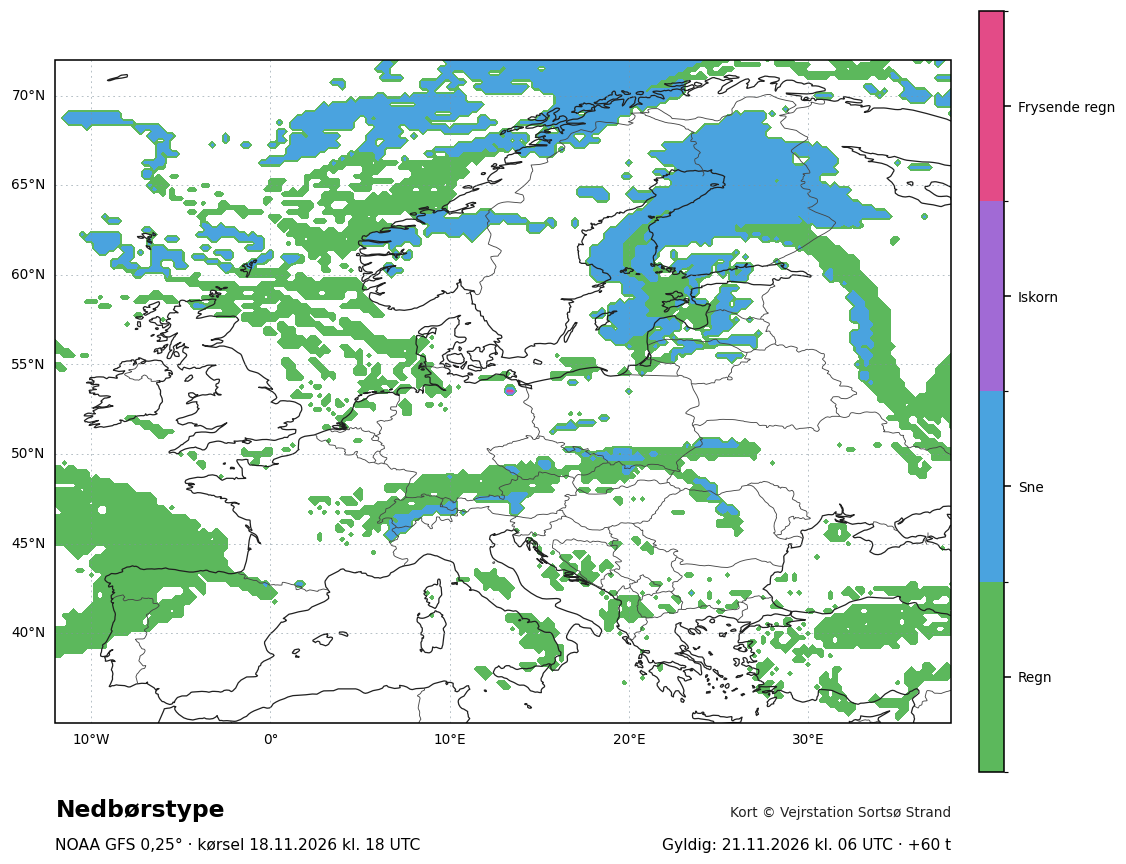 Frysende regn
Iskorn
Sne
Regn
70°N
65°N
60°N
55°N
50°N
45°N
40°N
10°W
0°
10°E
20°E
30°E
Nedbørstype
Kort © Vejrstation Sortsø Strand
NOAA GFS 0,25° · kørsel 18.11.2026 kl. 18 UTC
Gyldig: 21.11.2026 kl. 06 UTC · +60 t